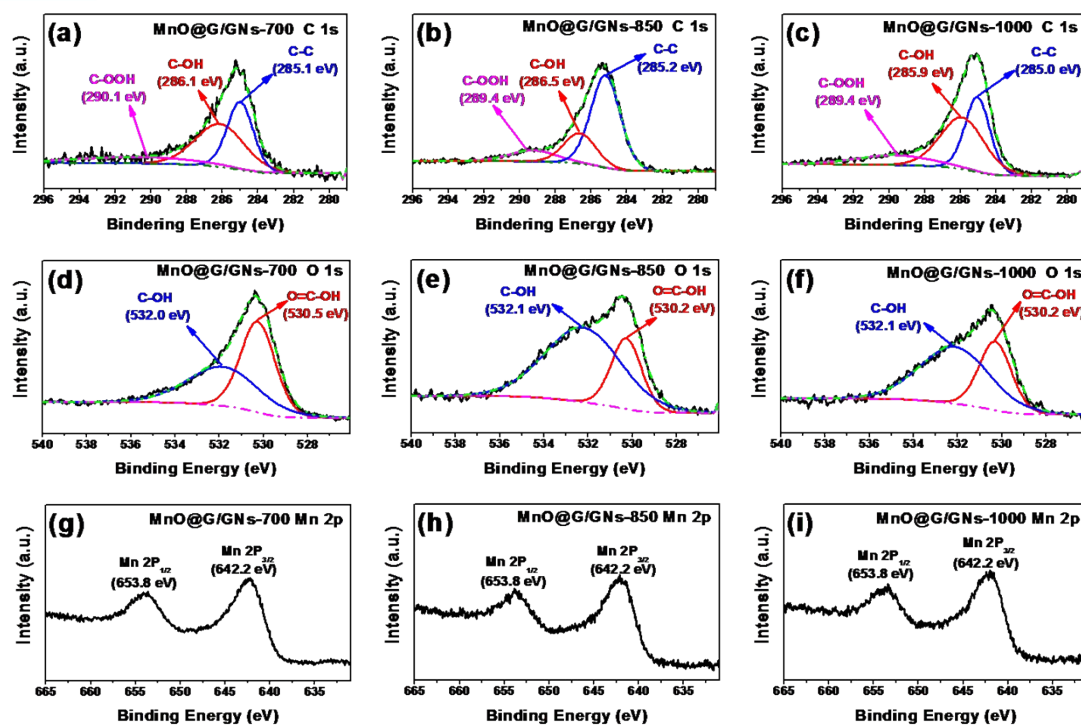 (a) MnO@G/GNs-700 C 1s
C-C
(285.1 eV)
C-OH
(286.1 eV)
C-OOH
(290.1 eV)
Intensity (a.u.)
296 294 292 290 288 286 284 282 280
Bindering Energy (eV)
(b) MnO@G/GNs-850 C 1s
C-C
(285.2 eV)
C-OH
(286.5 eV)
C-OOH
(289.4 eV)
Intensity (a.u.)
296 294 292 290 288 286 284 282 280
Bindering Energy (eV)
(c) MnO@G/GNs-1000 C 1s
C-C
(285.0 eV)
C-OH
(285.9 eV)
C-OOH
(289.4 eV)
Intensity (a.u.)
296 294 292 290 288 286 284 282 280
Bindering Energy (eV)
(d) MnO@G/GNs-700 O 1s
C-OH
(532.0 eV)
O=C-OH
(530.5 eV)
Intensity (a.u.)
540 538 536 534 532 530 528
Binding Energy (eV)
(e) MnO@G/GNs-850 O 1s
C-OH
(532.1 eV)
O=C-OH
(530.2 eV)
Intensity (a.u.)
540 538 536 534 532 530 528
Binding Energy (eV)
(f) MnO@G/GNs-1000 O 1s
C-OH
(532.1 eV)
O=C-OH
(530.2 eV)
Intensity (a.u.)
540 538 536 534 532 530 528
Binding Energy (eV)
(g) MnO@G/GNs-700 Mn 2p
Mn 2P1/2
(653.8 eV)
Mn 2P3/2
(642.2 eV)
Intensity (a.u.)
665 660 655 650 645 640 635
Binding Energy (eV)
(h) MnO@G/GNs-850 Mn 2p
Mn 2P1/2
(653.8 eV)
Mn 2P3/2
(642.2 eV)
Intensity (a.u.)
665 660 655 650 645 640 635
Binding Energy (eV)
(i) MnO@G/GNs-1000 Mn 2p
Mn 2P1/2
(653.8 eV)
Mn 2P3/2
(642.2 eV)
Intensity (a.u.)
665 660 655 650 645 640 635
Binding Energy (eV)